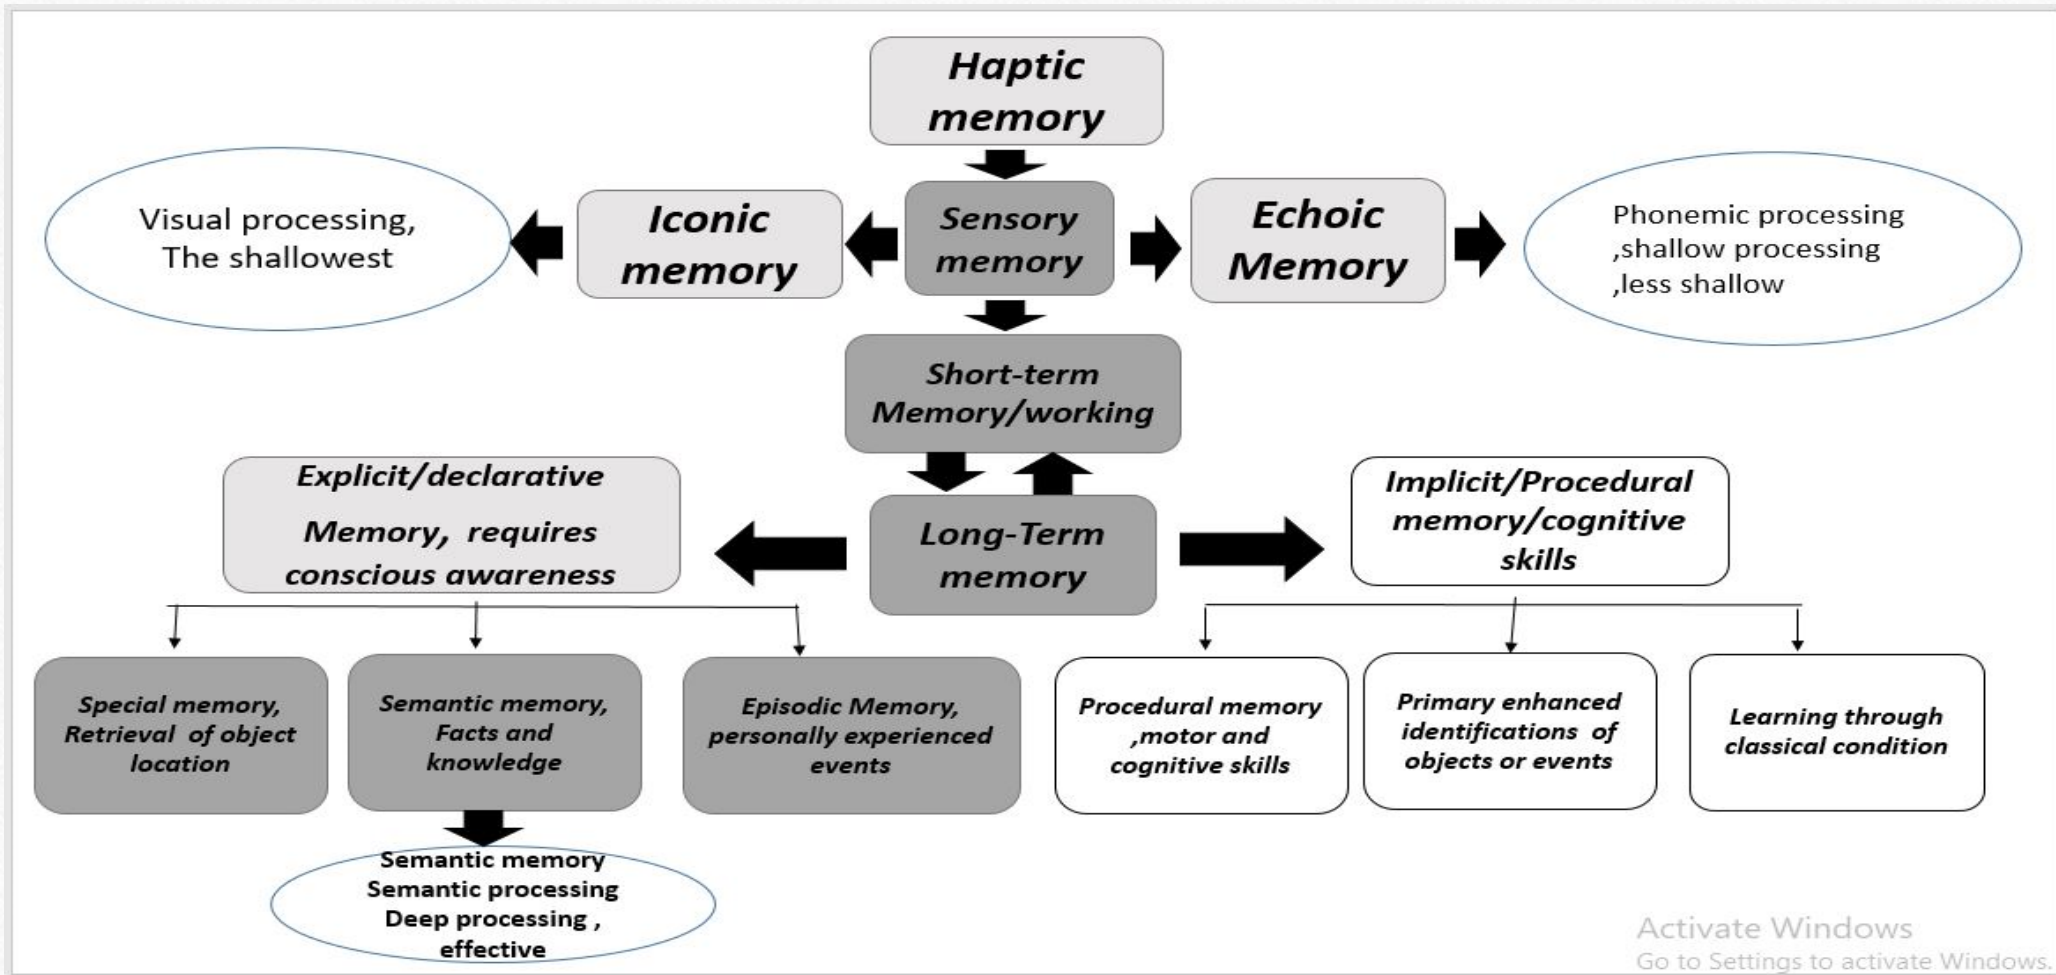 Haptic
memory
Visual processing,
The shallowest
Iconic
memory
Sensory
memory
Echoic
Memory
Phonemic processing
,shallow processing
,less shallow
Short-term
Memory/working
Explicit/declarative
Memory, requires
conscious awareness
Long-Term
memory
Implicit/Procedural
memory/cognitive
skills
Special memory,
Retrieval of object
location
Semantic memory,
Facts and
knowledge
Episodic Memory,
personally experienced
events
Procedural memory
,motor and
cognitive skills
Primary enhanced
identifications of
objects or events
Learning through
classical condition
Semantic memory
Semantic processing
Deep processing ,
effective
Activate Windows
Go to Settings to activate Windows.